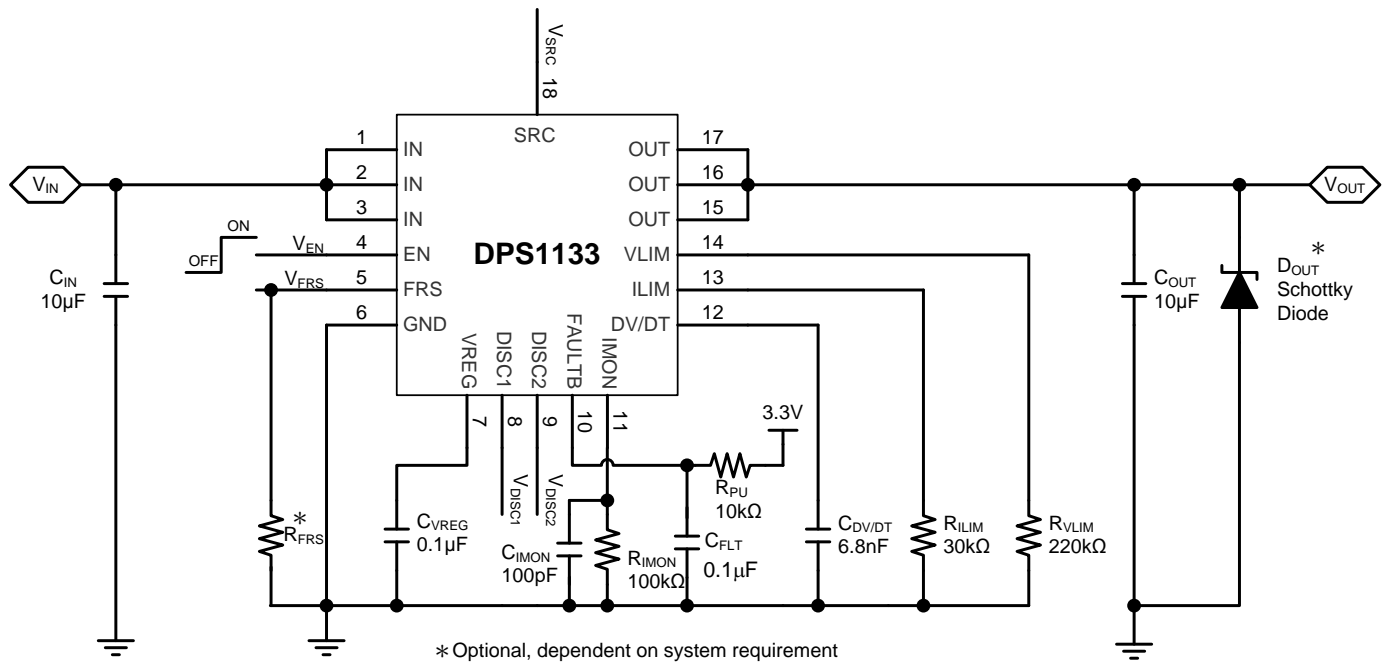 VSRC
18
SRC
1
IN
OUT
17
VIN
2
IN
OUT
16
VOUT
3
IN
OUT
15
ON
OFF
VEN
4
EN
DPS1133
VLIM
14
VFRS
5
FRS
ILIM
13
6
GND
DV/DT
12
VREG
DISC1
DISC2
FAULTB
IMON
7
8
9
10
11
CIN
10µF
COUT
10µF
*
DOUT
Schottky
Diode
3.3V
VDISC1
VDISC2
RPU
10kΩ
*
RFRS
CVREG
0.1µF
CIMON
100pF
RIMON
100kΩ
CFLT
0.1µF
CDV/DT
6.8nF
RILIM
30kΩ
RVLIM
220kΩ
* Optional, dependent on system requirement